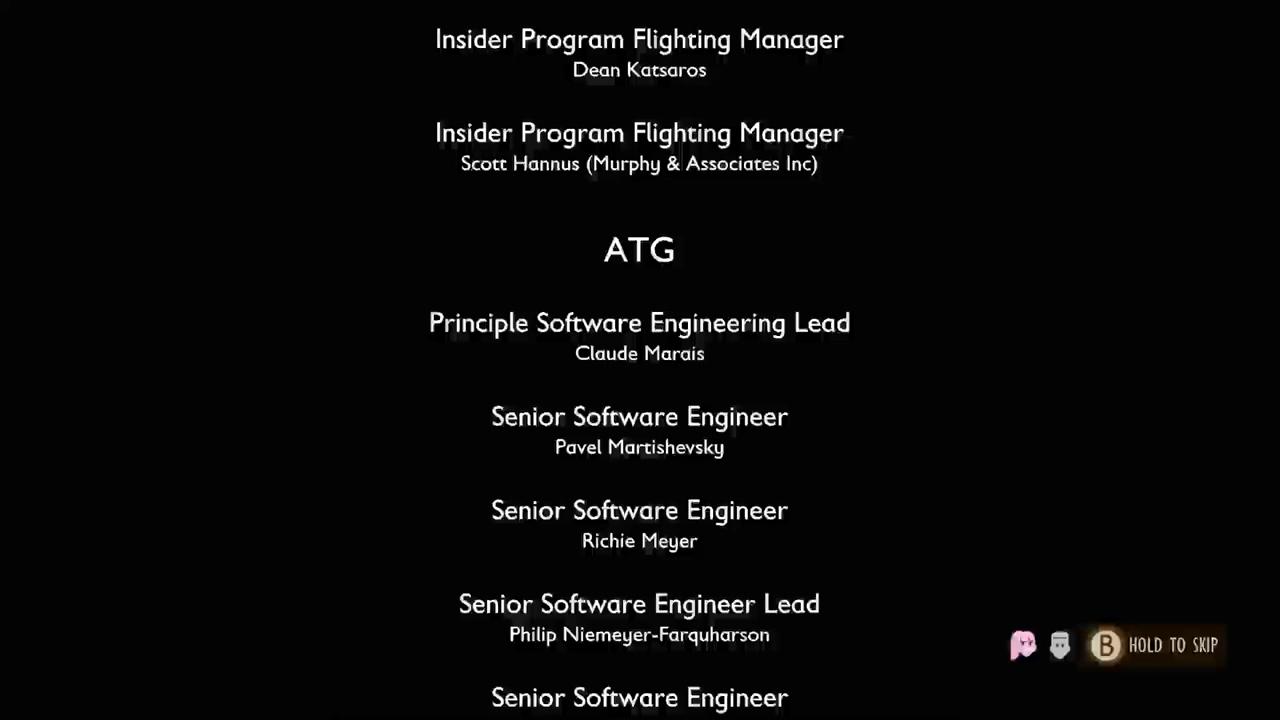 Insider Program Flighting Manager
Dean Katsaros
Insider Program Flighting Manager
Scott Hannus (Murphy & Associates Inc)
ATG
Principle Software Engineering Lead
Claude Marais
Senior Software Engineer
Pavel Martishevsky
Senior Software Engineer
Richie Meyer
Senior Software Engineer Lead
Philip Niemeyer-Farquharson
B HOLD TO SKIP
Senior Software Engineer